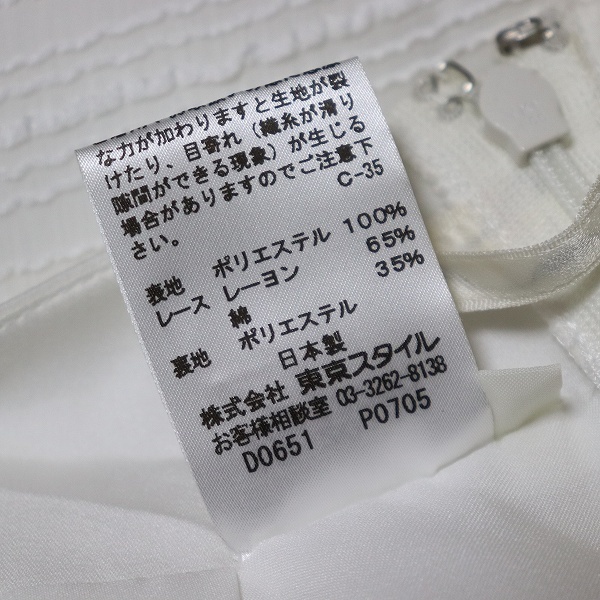 な力が加わりますと生地が裂
けたり、目寄れ(織糸が滑り
隙間ができる現象)が生じる
場合がありますのでご注意下
さい。 C-35
表地 ポリエステル 100%
レース レーヨン 65%
綿 35%
裏地 ポリエステル
日本製
株式会社 東京スタイル
お客様相談室 03-3262-8138
D0651 P0705